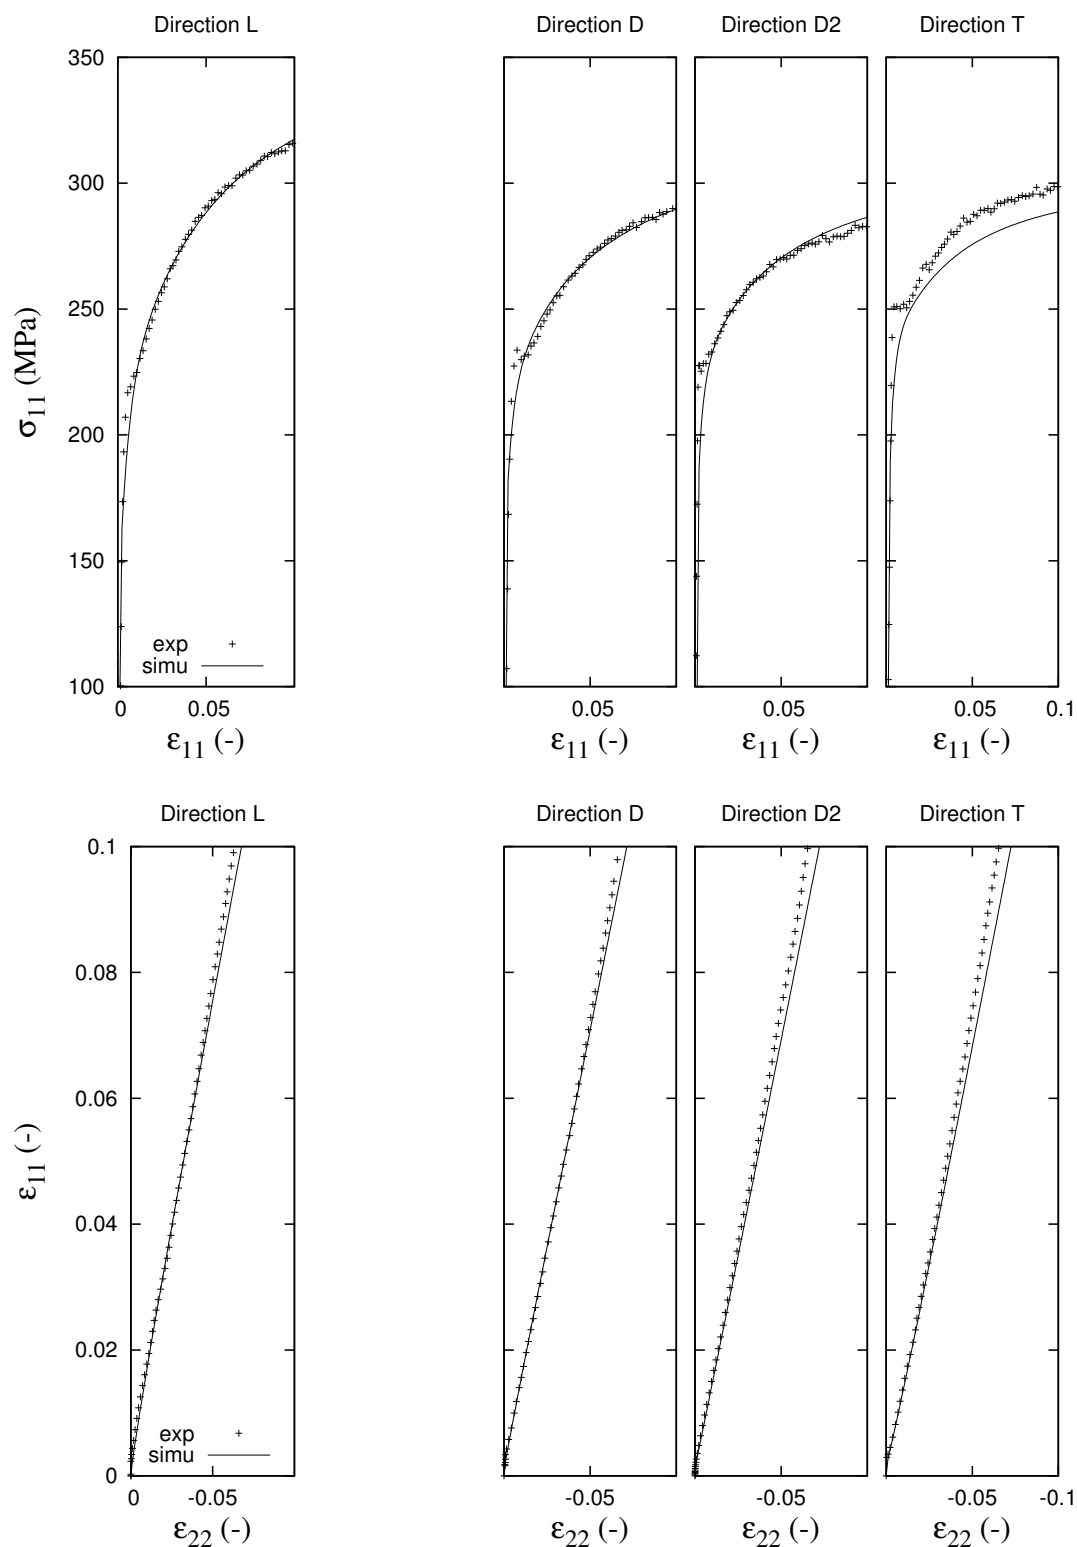 Direction L Direction D Direction D2 Direction T
350
300
250
200
150
100
σ11 (MPa)
exp
simu
0 0.05 0.05 0.05 0.05 0.1
ε11 (-) ε11 (-) ε11 (-) ε11 (-)
Direction L Direction D Direction D2 Direction T
0.1
0.08
0.06
0.04
0.02
0
ε11 (-)
exp
simu
0 -0.05 -0.05 -0.05 -0.05 -0.1
ε22 (-) ε22 (-) ε22 (-) ε22 (-)